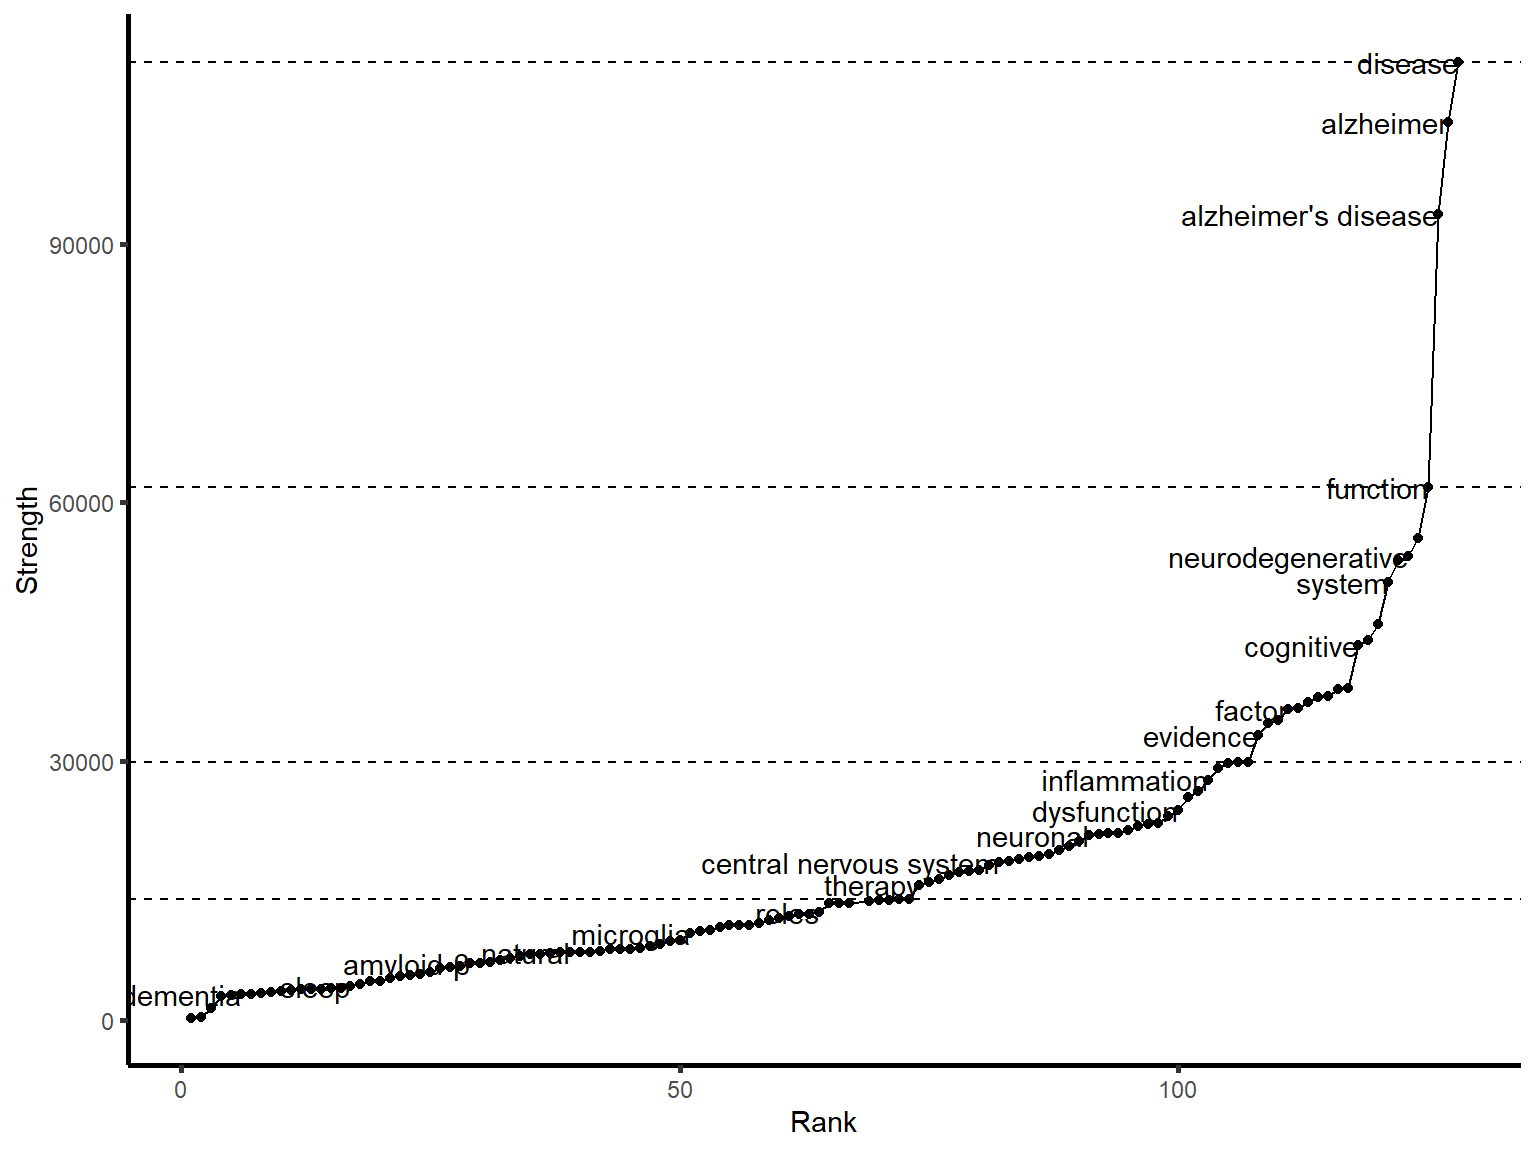 disease
alzheimer
alzheimer's disease
90000
function
60000
Strength
neurodegenerative
system
cognitive
factor
evidence
30000
inflammation
dysfunction
neuronal
central nervous system
therapy
roles
microglia
natural
amyloid-β
sleep
dementia
0
0
50
100
Rank